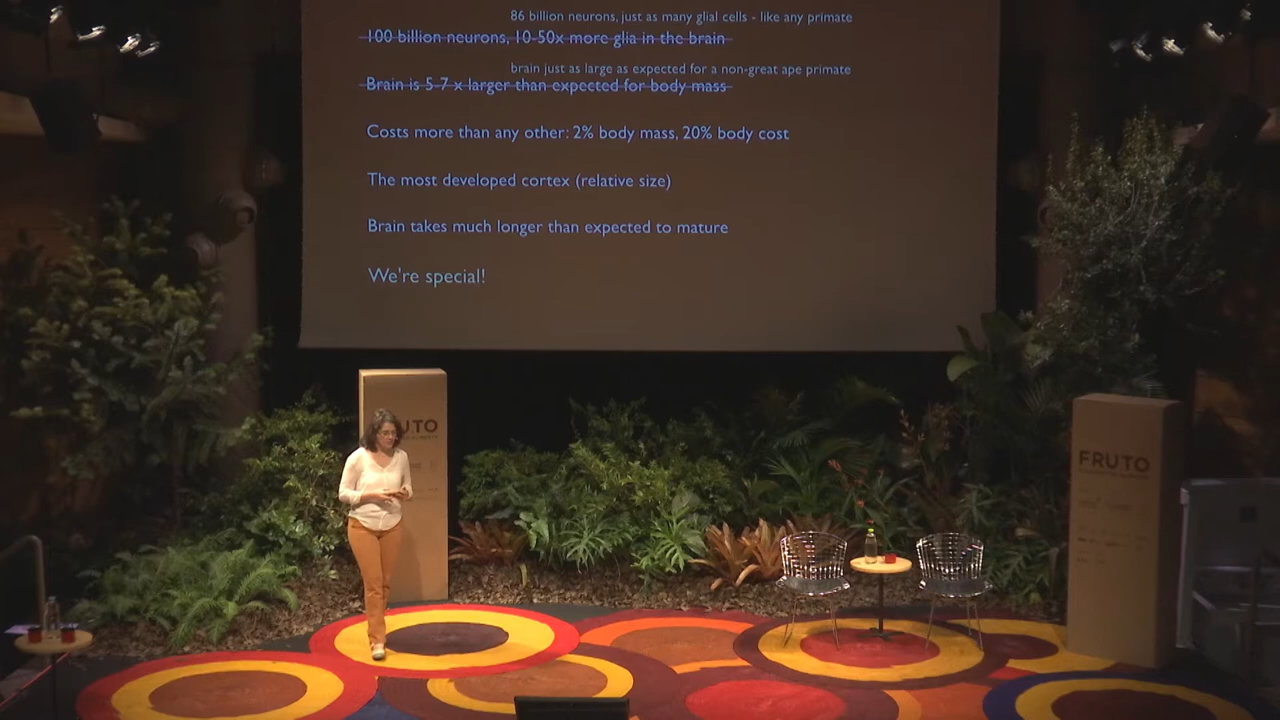 86 billion neurons, just as many glial cells - like any primate
100 billion neurons, 10-50x more glia in the brain
brain just as large as expected for a non-great ape primate
Brain is 5-7 x larger than expected for body mass
Costs more than any other: 2% body mass, 20% body cost
The most developed cortex (relative size)
Brain takes much longer than expected to mature
We're special!
UTO
FRUTO